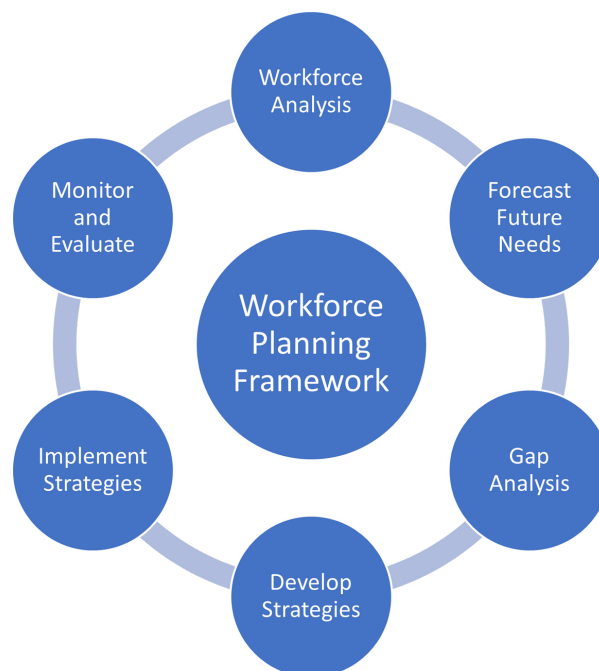 Workforce
Analysis
Forecast
Future
Needs
Gap
Analysis
Develop
Strategies
Implement
Strategies
Monitor
and
Evaluate
Workforce
Planning
Framework